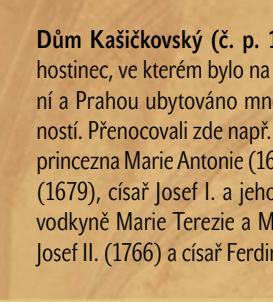 Dům Kašičkovský (č. p. 1
hostinec, ve kterém bylo na
ní a Prahou ubytováno mn
ností. Přenocovali zde např.
princezna Marie Antonie (16
(1679), císař Josef I. a jeho
vodkyně Marie Terezie a M
Josef II. (1766) a císař Ferdi